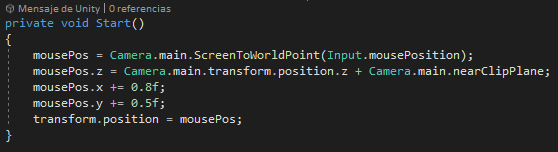 Mensaje de Unity | 0 referencias
private void Start()
{
    mousePos = Camera.main.ScreenToWorldPoint(Input.mousePosition);
    mousePos.z = Camera.main.transform.position.z + Camera.main.nearClipPlane;
    mousePos.x += 0.8f;
    mousePos.y += 0.5f;
    transform.position = mousePos;
}